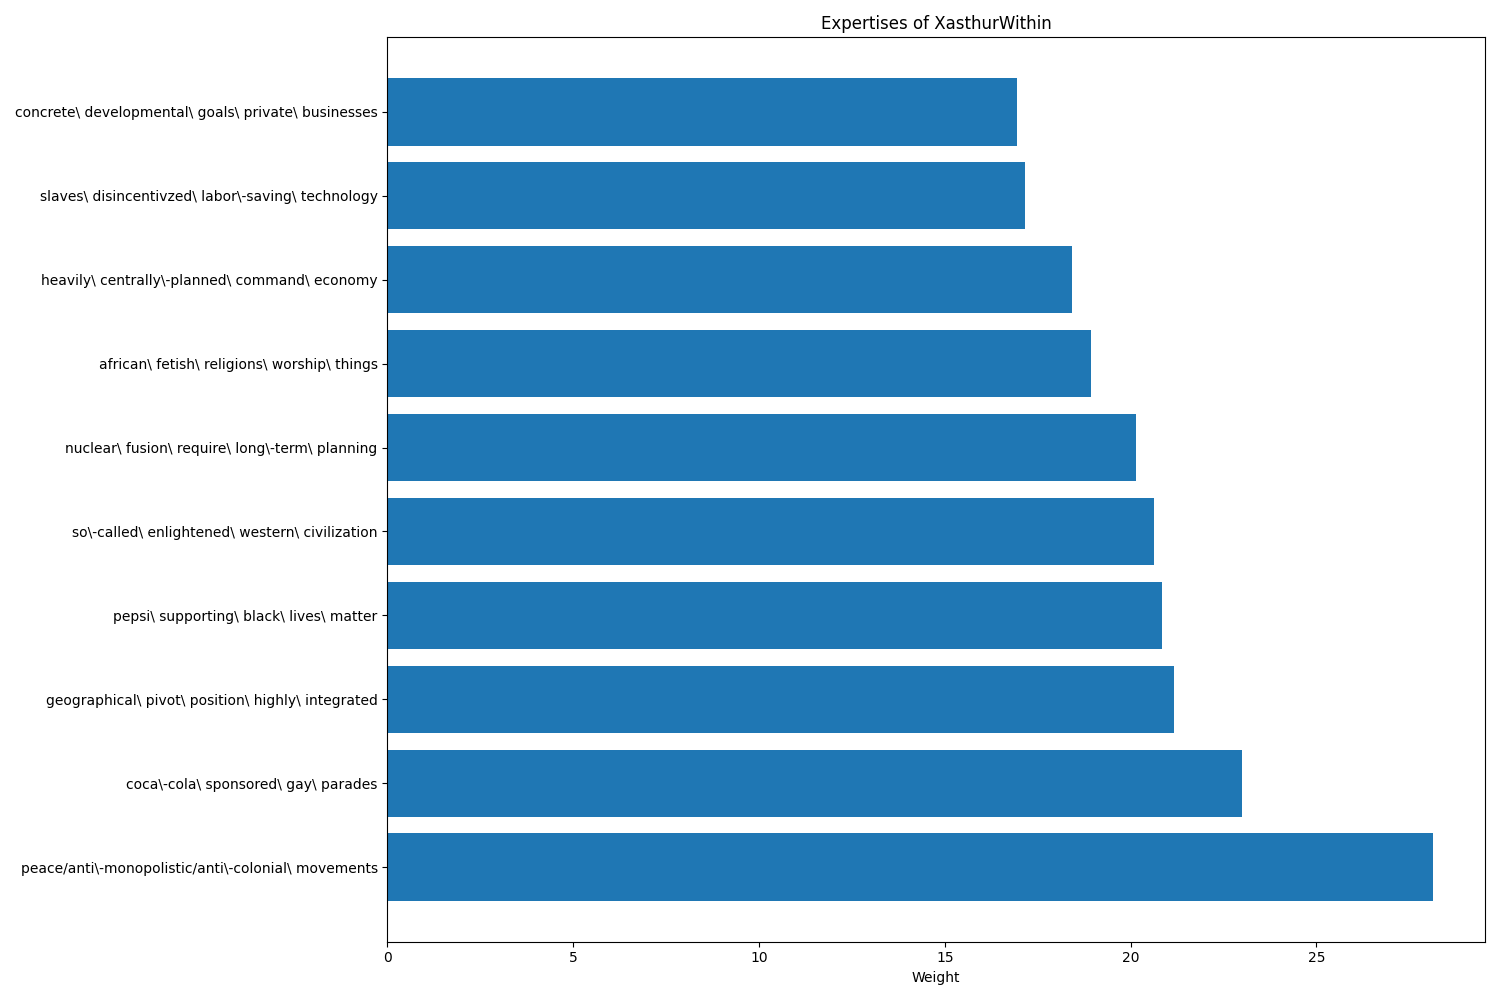 Expertises of XasthurWithin
concrete\ developmental\ goals\ private\ businesses
slaves\ disincentivzed\ labor\-saving\ technology
heavily\ centrally\-planned\ command\ economy
african\ fetish\ religions\ worship\ things
nuclear\ fusion\ require\ long\-term\ planning
so\-called\ enlightened\ western\ civilization
pepsi\ supporting\ black\ lives\ matter
geographical\ pivot\ position\ highly\ integrated
coca\-cola\ sponsored\ gay\ parades
peace/anti\-monopolistic/anti\-colonial\ movements
0 5 10 15 20 25
Weight